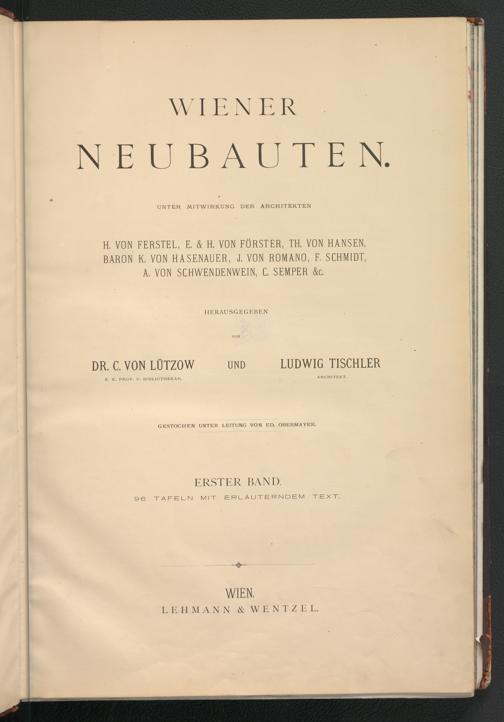 WIENER
NEUBAUTEN.
UNTER MITWIRKUNG DER ARCHITEKTEN
H. VON FERSTEL, E. & H. VON FÖRSTER, TH. VON HANSEN,
BARON K. VON HASENAUER, J. VON ROMANO, F. SCHMIDT,
A. VON SCHWENDENWEIN, C. SEMPER &c.
HERAUSGEGEBEN
VON
DR. C. VON LÜTZOW UND LUDWIG TISCHLER
K. K. PROF. U. BIBLIOTHEKAR. ARCHITEKT.
GESTOCHEN UNTER LEITUNG VON ED. OBERMAYER.
ERSTER BAND.
96 TAFELN MIT ERLÄUTERNDEM TEXT.
WIEN.
LEHMANN & WENTZEL.